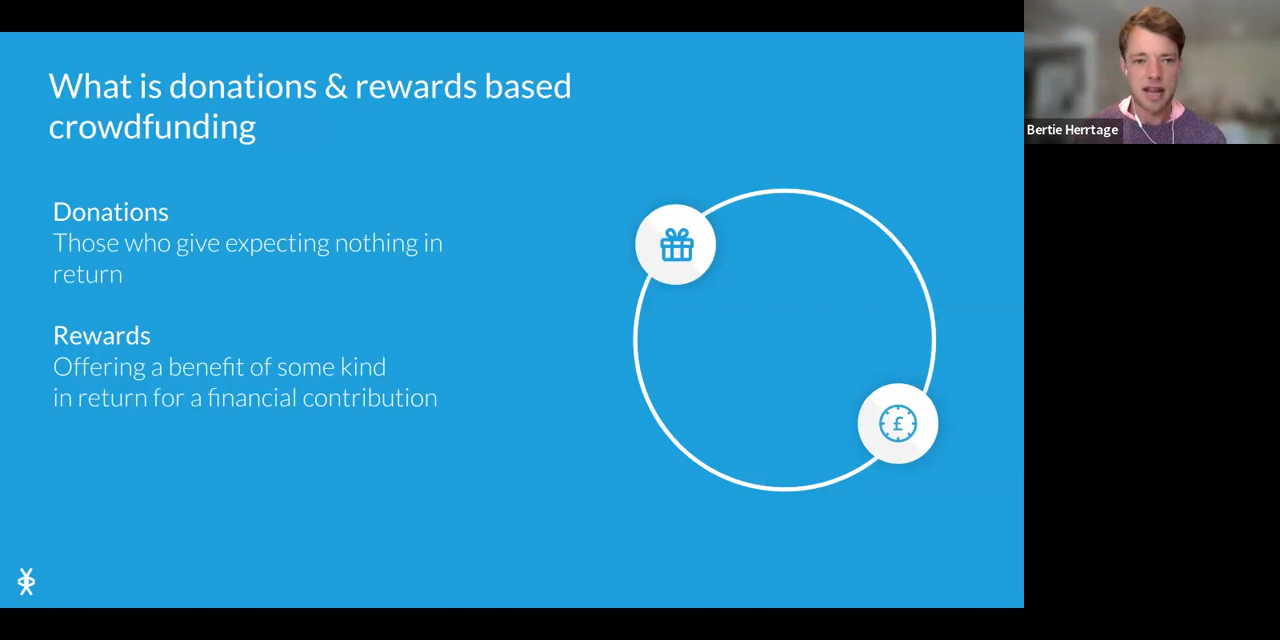 What is donations & rewards based
crowdfunding
Donations
Those who give expecting nothing in
return
Rewards
Offering a benefit of some kind
in return for a financial contribution
£
Bertie Herrtage